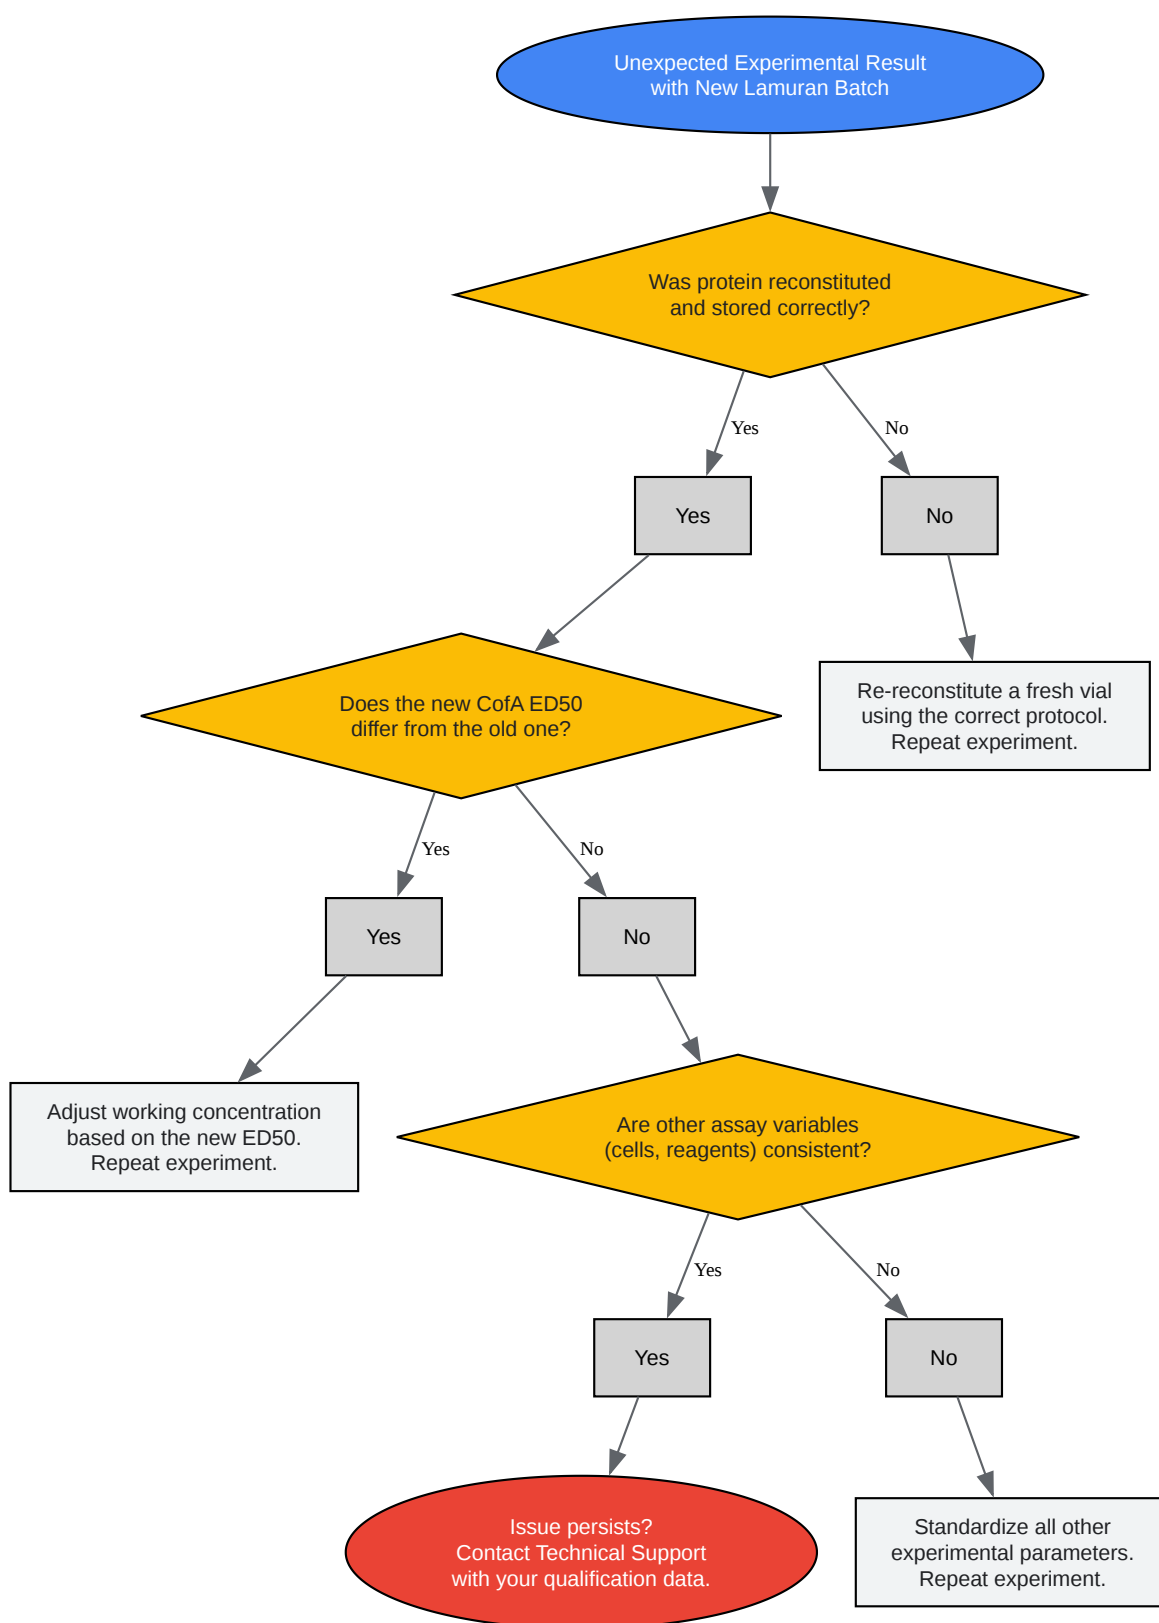 Unexpected Experimental Result
with New Lamuran Batch
Was protein reconstituted
and stored correctly?
Yes
No
Yes
No
Does the new CofA ED50
differ from the old one?
Re-reconstitute a fresh vial
using the correct protocol.
Repeat experiment.
Yes
No
Yes
No
Adjust working concentration
based on the new ED50.
Repeat experiment.
Are other assay variables
(cells, reagents) consistent?
Yes
No
Yes
No
Issue persists?
Contact Technical Support
with your qualification data.
Standardize all other
experimental parameters.
Repeat experiment.